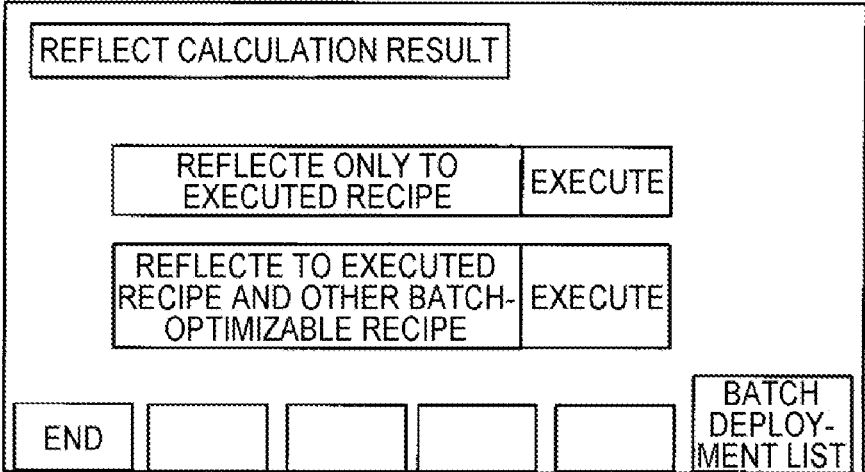 REFLECT CALCULATION RESULT
REFLECTE ONLY TO
EXECUTED RECIPE
EXECUTE
REFLECTE TO EXECUTED
RECIPE AND OTHER BATCH-
OPTIMIZABLE RECIPE
EXECUTE
END
BATCH
DEPLOY-
MENT LIST